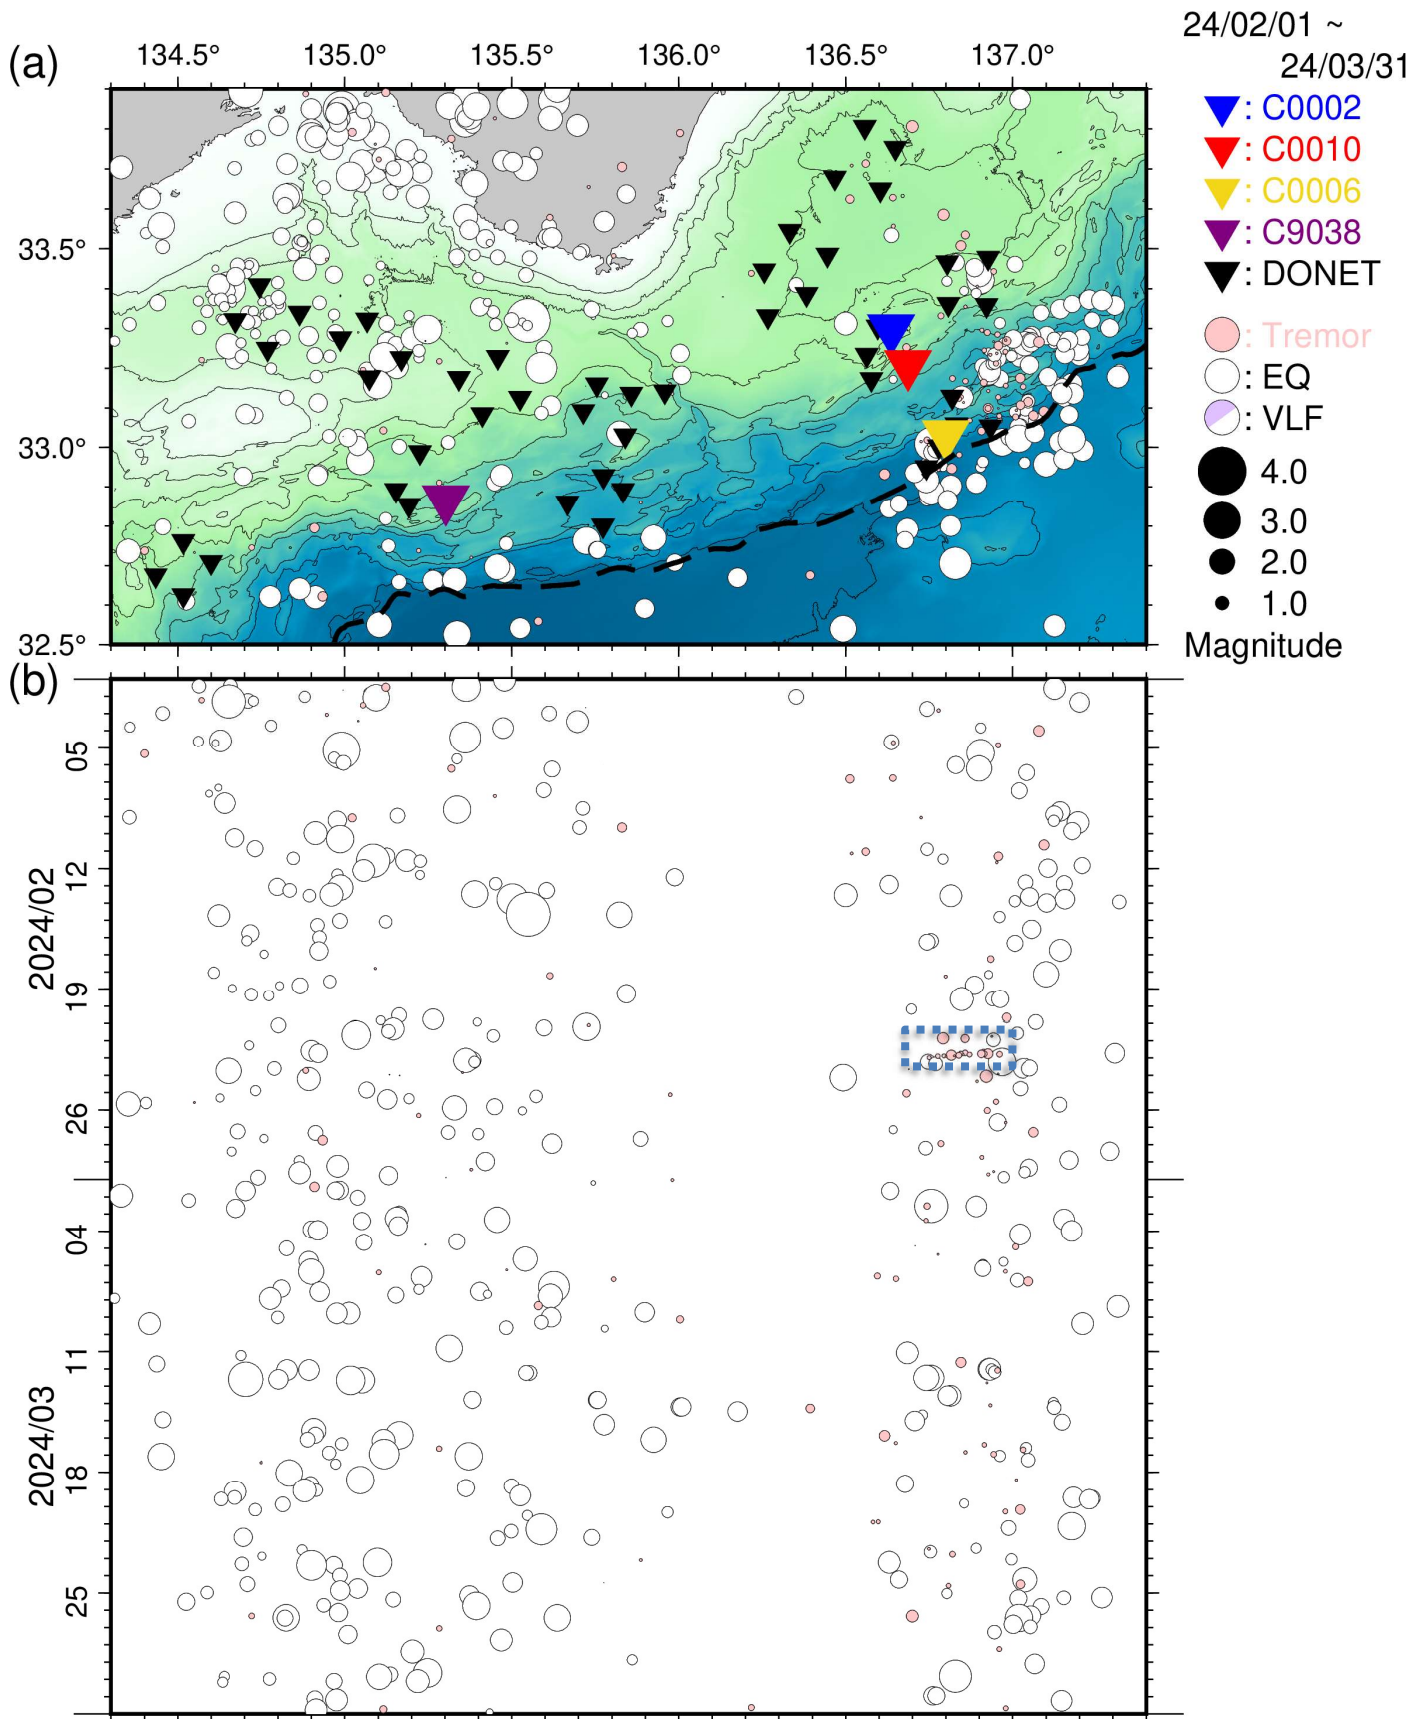 (a)
134.5° 135.0° 135.5° 136.0° 136.5° 137.0°
33.5°
33.0°
32.5°
24/02/01 ~
24/03/31
: C0002
: C0010
: C0006
: C9038
: DONET
: Tremor
: EQ
: VLF
4.0
3.0
2.0
1.0
Magnitude
(b)
2024/02
05
12
19
26
2024/03
04
11
18
25